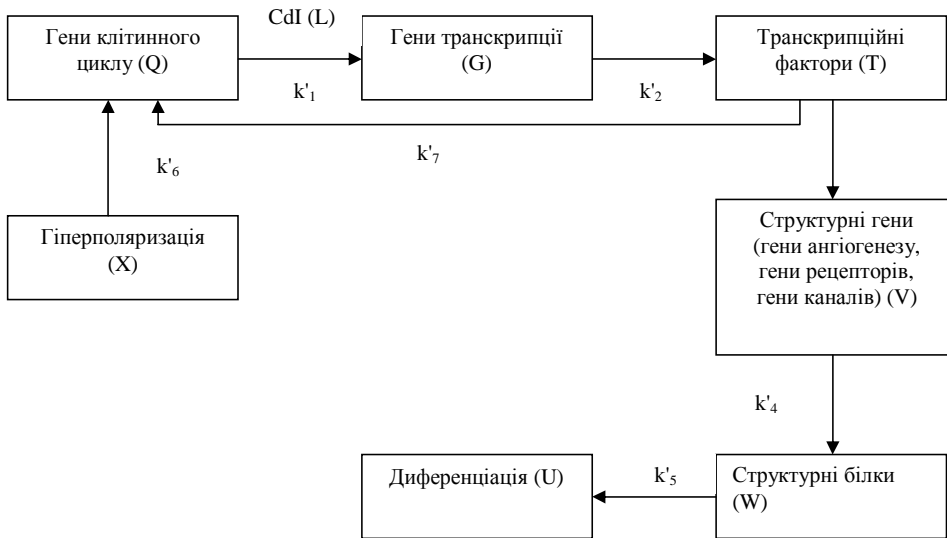 CdI (L)
Гени клітинного
циклу (Q)
Гени транскрипції
(G)
Транскрипційні
фактори (T)
k'1
k'2
k'7
k'6
Гіперполяризація
(X)
Структурні гени
(гени ангіогенезу,
гени рецепторів,
гени каналів) (V)
k'4
Диференціація (U)
k'5
Структурні білки
(W)